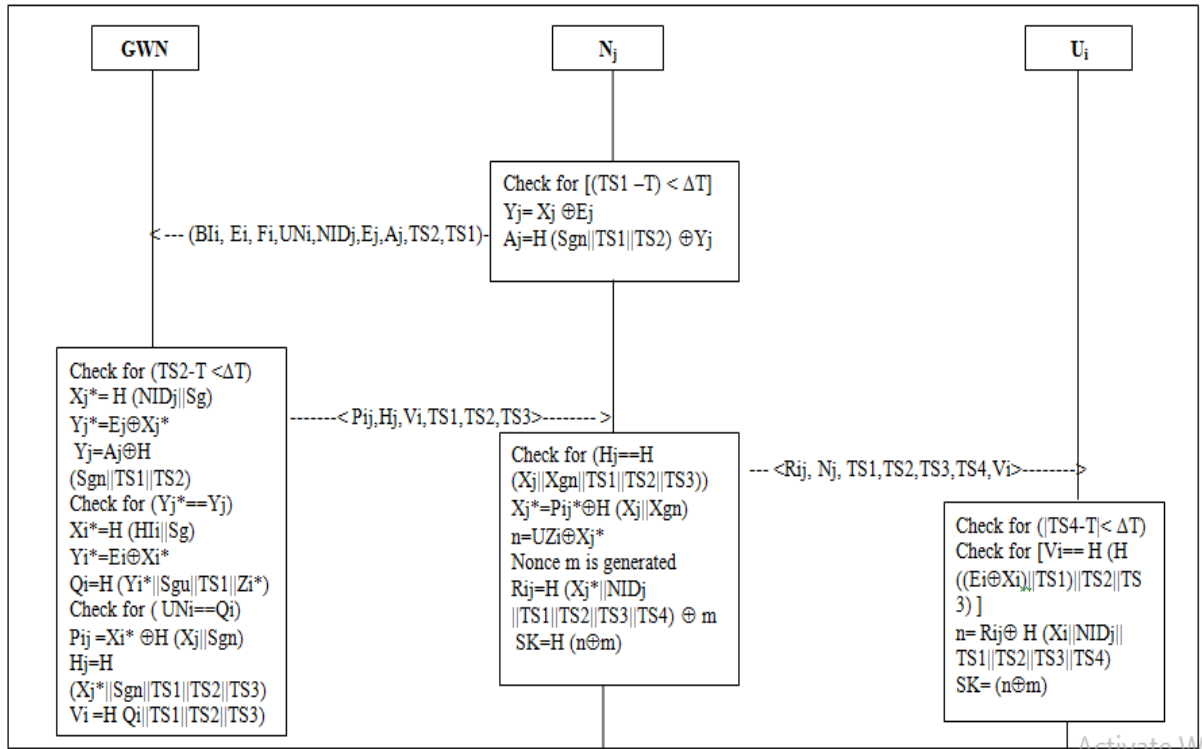 GWN
Nj
Ui
Check for [(TS1 –T) < ΔT]
Yj= Xj ⊕Ej
Aj=H (Sgn||TS1||TS2) ⊕Yj
< --- (BIi, Ei, Fi,UNi,NIDj,Ej,Aj,TS2,TS1)-
Check for (TS2-T <ΔT)
Xj*= H (NIDj||Sg)
Yj*=Ej⊕Xj*
Yj=Aj⊕H
(Sgn||TS1||TS2)
Check for (Yj*==Yj)
Xi*=H (HIi||Sg)
Yi*=Ei⊕Xi*
Qi=H (Yi*||Sgu||TS1||Zi*)
Check for ( UNi==Qi)
Pij =Xi* ⊕H (Xj||Sgn)
Hj=H
(Xj*||Sgn||TS1||TS2||TS3)
Vi =H Qi||TS1||TS2||TS3)
-------< Pij,Hj,Vi,TS1,TS2,TS3>-------- >
Check for (Hj==H
(Xj||Xgn||TS1||TS2||TS3))
Xj*=Pij*⊕H (Xj||Xgn)
n=UZi⊕Xj*
Nonce m is generated
Rij=H (Xj*||NIDj
||TS1||TS2||TS3||TS4) ⊕ m
SK=H (n⊕m)
--- <Rij, Nj, TS1,TS2,TS3,TS4,Vi>-------->
Check for (|TS4-T|< ΔT)
Check for [Vi== H (H
((Ei⊕Xi)||TS1)||TS2||TS
3) ]
n= Rij⊕ H (Xi||NIDj||
TS1||TS2||TS3||TS4)
SK= (n⊕m)